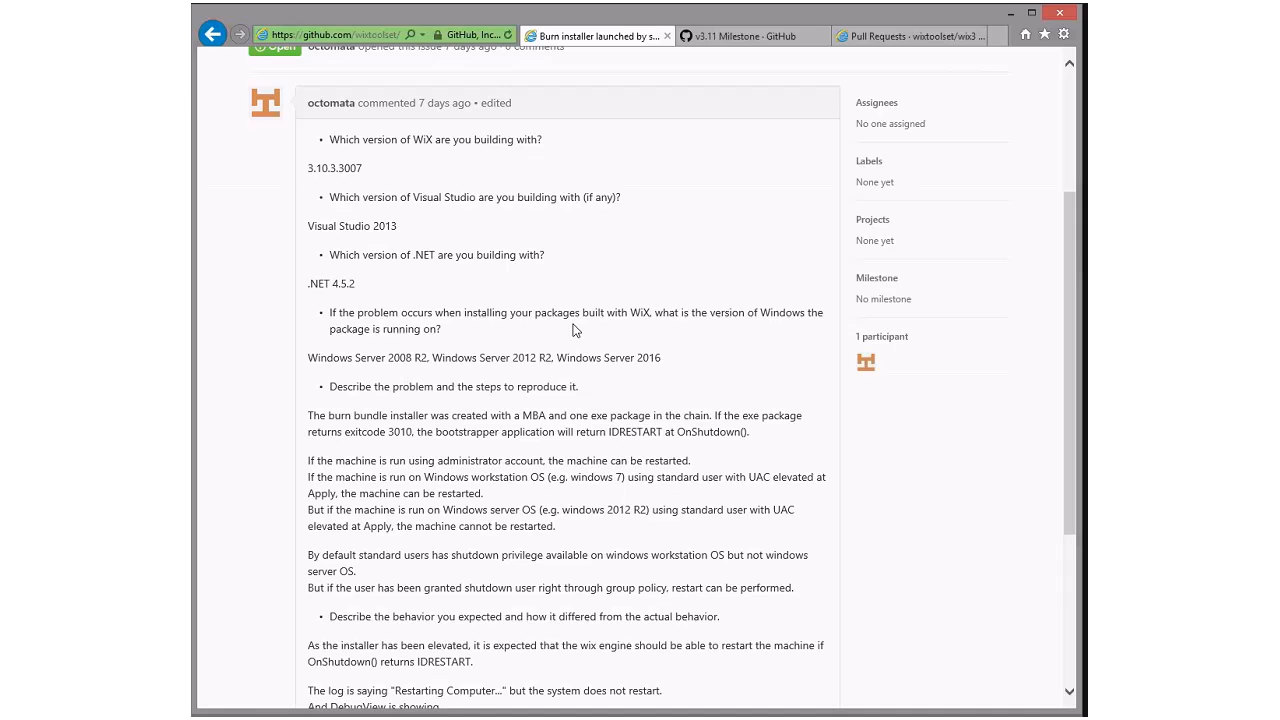 https://github.com/wixtoolset/
GitHub, Inc...
Burn installer launched by s...
v3.11 Milestone - GitHub
Pull Requests · wixtoolset/wix3 ...
Open octomata opened this issue 7 days ago · 0 comments
octomata commented 7 days ago • edited
• Which version of WiX are you building with?
3.10.3.3007
• Which version of Visual Studio are you building with (if any)?
Visual Studio 2013
• Which version of .NET are you building with?
.NET 4.5.2
• If the problem occurs when installing your packages built with WiX, what is the version of Windows the
package is running on?
Windows Server 2008 R2, Windows Server 2012 R2, Windows Server 2016
• Describe the problem and the steps to reproduce it.
The burn bundle installer was created with a MBA and one exe package in the chain. If the exe package
returns exitcode 3010, the bootstrapper application will return IDRESTART at OnShutdown().
If the machine is run using administrator account, the machine can be restarted.
If the machine is run on Windows workstation OS (e.g. windows 7) using standard user with UAC elevated at
Apply, the machine can be restarted.
But if the machine is run on Windows server OS (e.g. windows 2012 R2) using standard user with UAC
elevated at Apply, the machine cannot be restarted.
By default standard users has shutdown privilege available on windows workstation OS but not windows
server OS.
But if the user has been granted shutdown user right through group policy, restart can be performed.
• Describe the behavior you expected and how it differed from the actual behavior.
As the installer has been elevated, it is expected that the wix engine should be able to restart the machine if
OnShutdown() returns IDRESTART.
The log is saying "Restarting Computer..." but the system does not restart.
And DebugView is showing
Assignees
No one assigned
Labels
None yet
Projects
None yet
Milestone
No milestone
1 participant